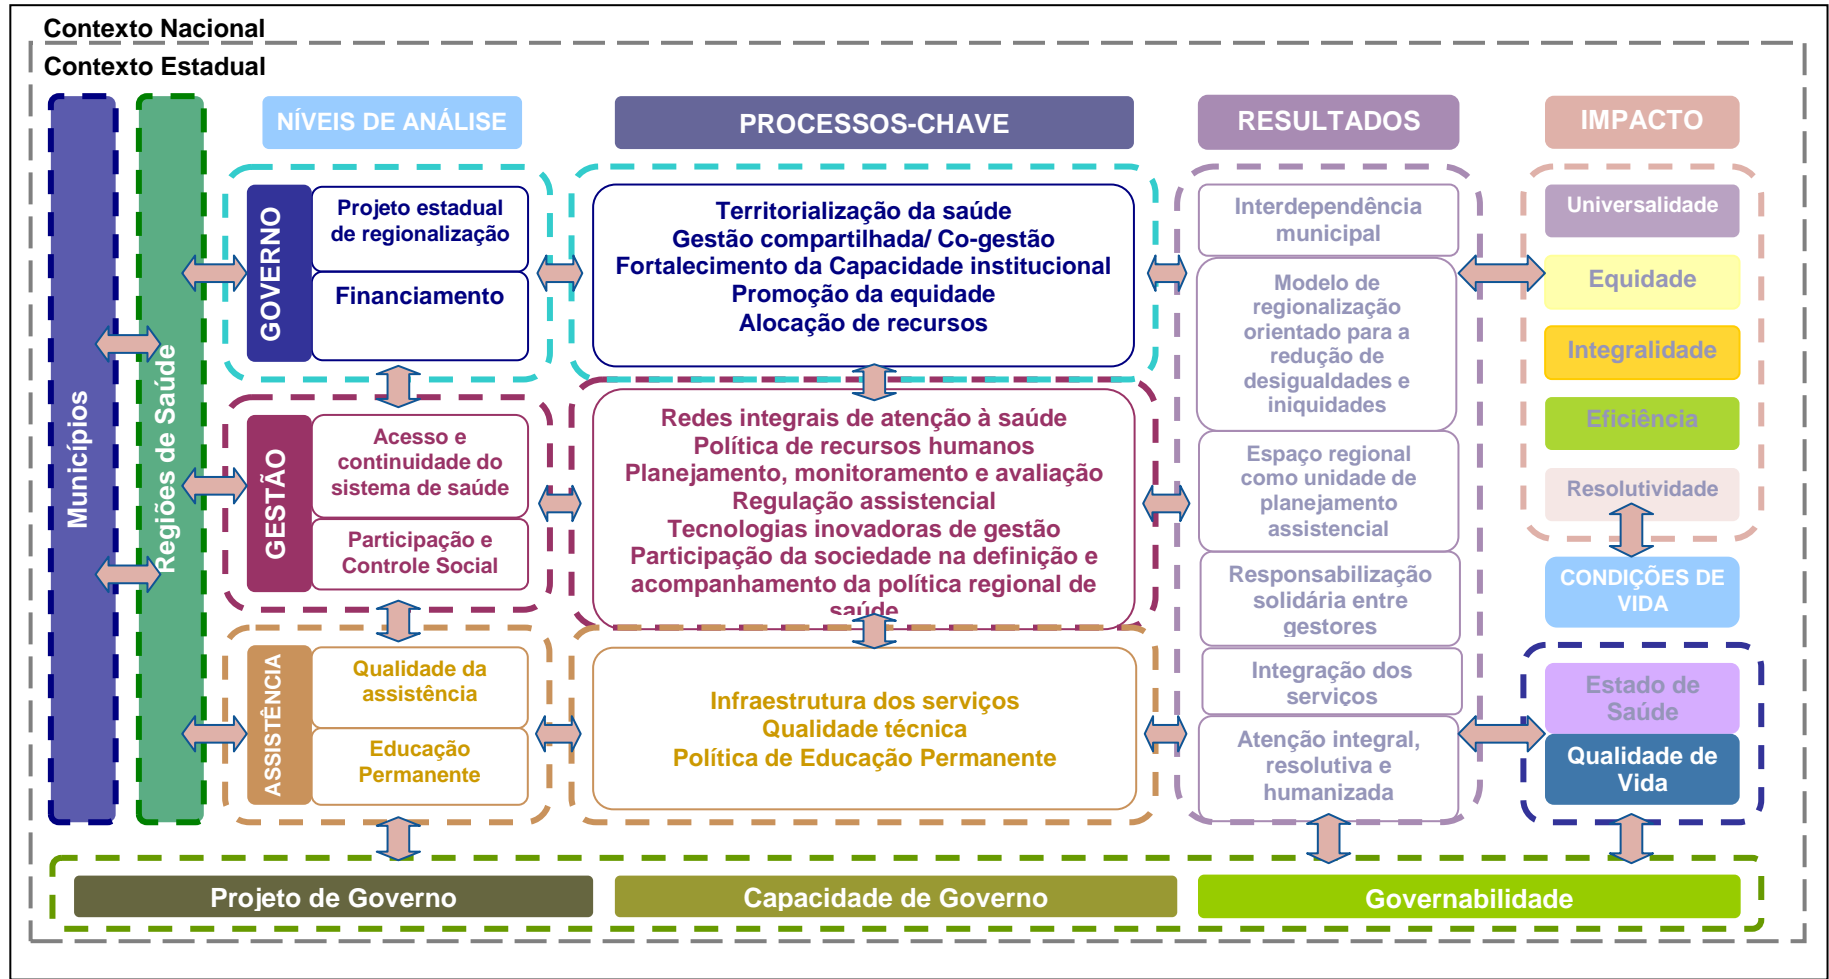 Contexto Nacional
Contexto Estadual
Municípios
Regiões de Saúde
NÍVEIS DE ANÁLISE
PROCESSOS-CHAVE
RESULTADOS
IMPACTO
GOVERNO
Projeto estadual
de regionalização
Financiamento
Territorialização da saúde
Gestão compartilhada/ Co-gestão
Fortalecimento da Capacidade institucional
Promoção da equidade
Alocação de recursos
GESTÃO
Acesso e
continuidade do
sistema de saúde
Participação e
Controle Social
Redes integrais de atenção à saúde
Política de recursos humanos
Planejamento, monitoramento e avaliação
Regulação assistencial
Tecnologias inovadoras de gestão
Participação da sociedade na definição e
acompanhamento da política regional de
saúde
ASSISTÊNCIA
Qualidade da
assistência
Educação
Permanente
Infraestrutura dos serviços
Qualidade técnica
Política de Educação Permanente
Interdependência
municipal
Modelo de
regionalização
orientado para a
redução de
desigualdades e
iniquidades
Espaço regional
como unidade de
planejamento
assistencial
Responsabilização
solidária entre
gestores
Integração dos
serviços
Atenção integral,
resolutiva e
humanizada
Universalidade
Equidade
Integralidade
Eficiência
Resolutividade
CONDIÇÕES DE
VIDA
Estado de
Saúde
Qualidade de
Vida
Projeto de Governo
Capacidade de Governo
Governabilidade